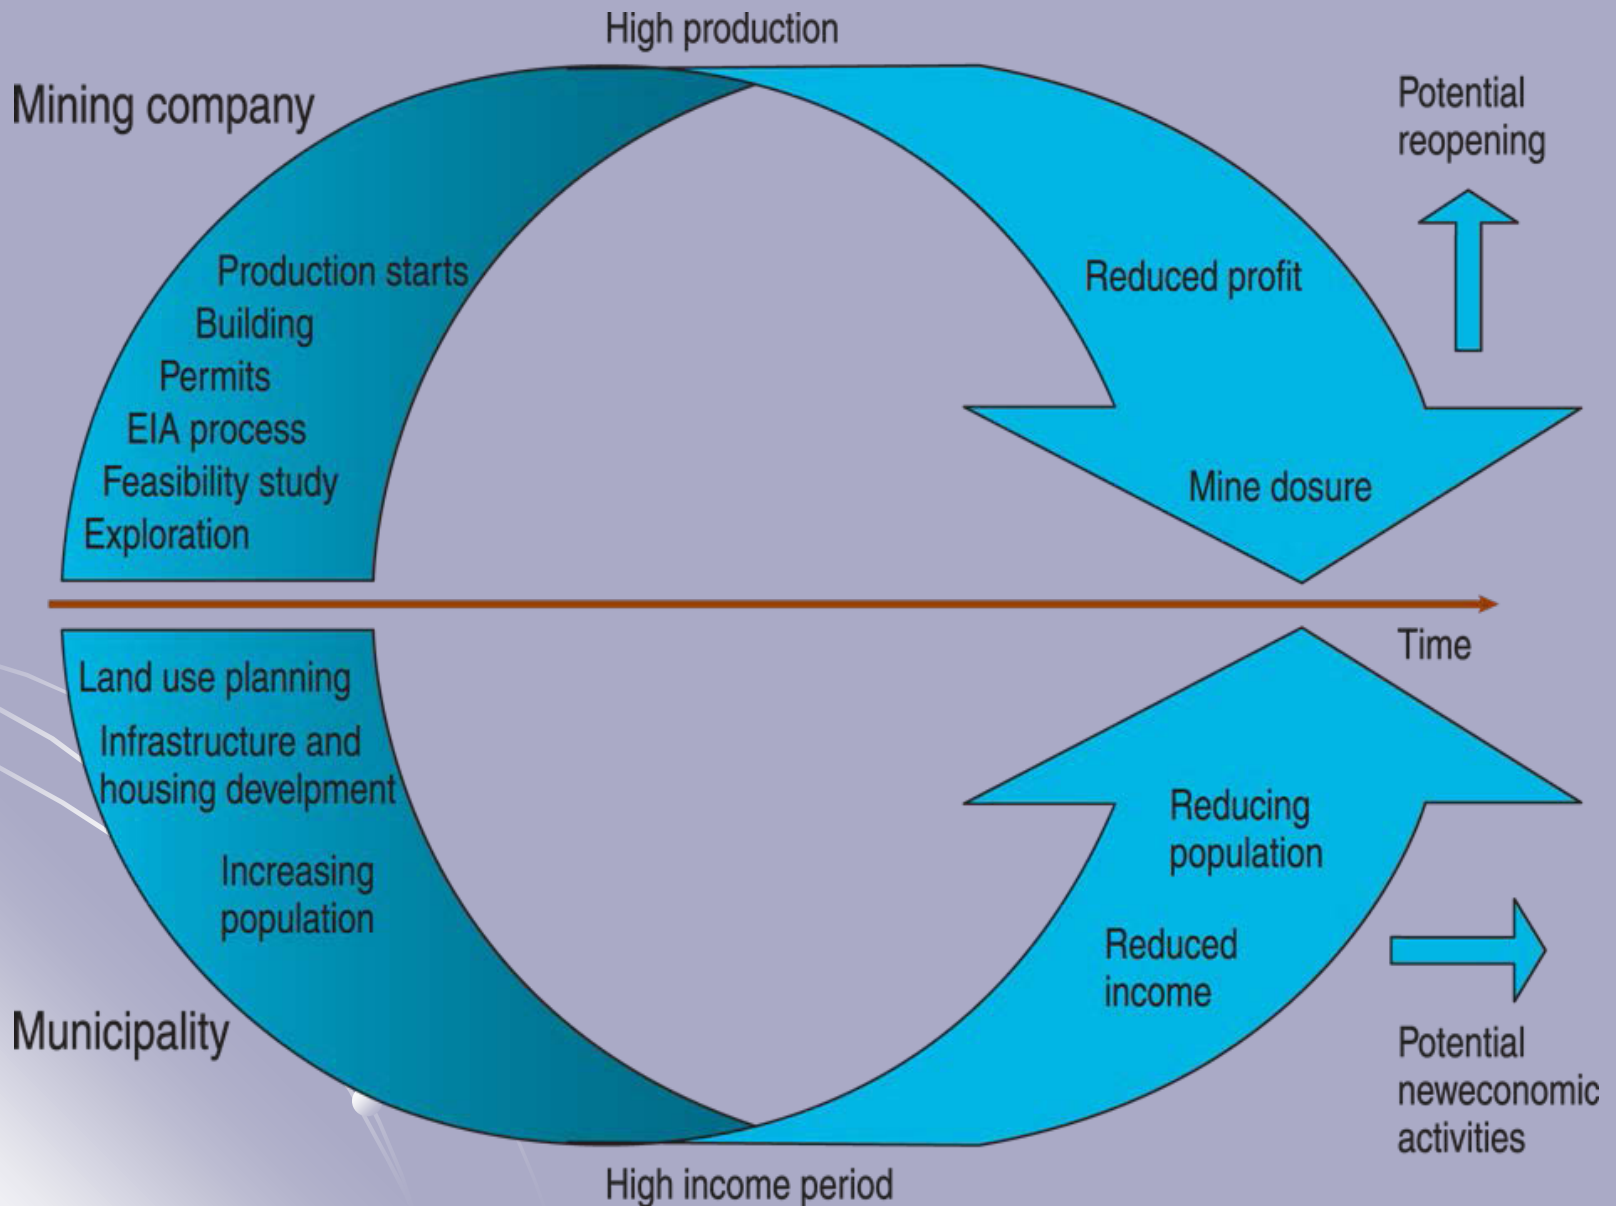 High production
Mining company
Potential
reopening
Production starts
Building
Permits
EIA process
Feasibility study
Exploration
Reduced profit
Mine dosure
Time
Land use planning
Infrastructure and
housing develpment
Increasing
population
Reducing
population
Reduced
income
Municipality
Potential
neweconomic
activities
High income period